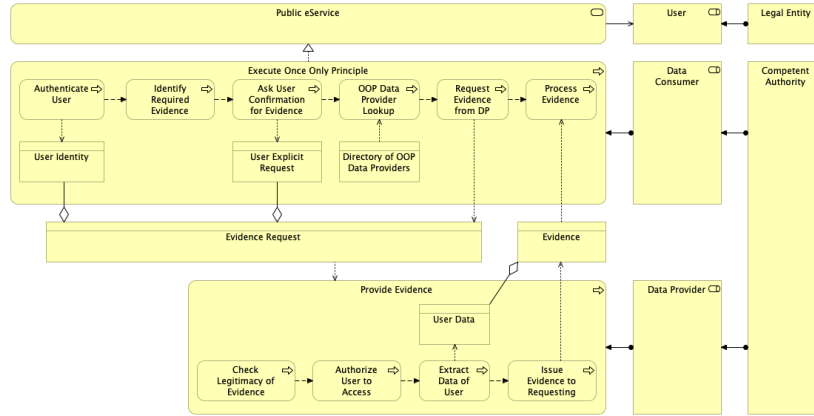 Public eService
User
Legal Entity
Execute Once Only Principle
Data
Consumer
Competent
Authority
Authenticate
User
Identify
Required
Evidence
Ask User
Confirmation
for Evidence
OOP Data
Provider
Lookup
Request
Evidence
from DP
Process
Evidence
User Identity
User Explicit
Request
Directory of OOP
Data Providers
Evidence Request
Evidence
Provide Evidence
Data Provider
User Data
Check
Legitimacy of
Evidence
Authorize
User to
Access
Extract
Data of
User
Issue
Evidence to
Requesting